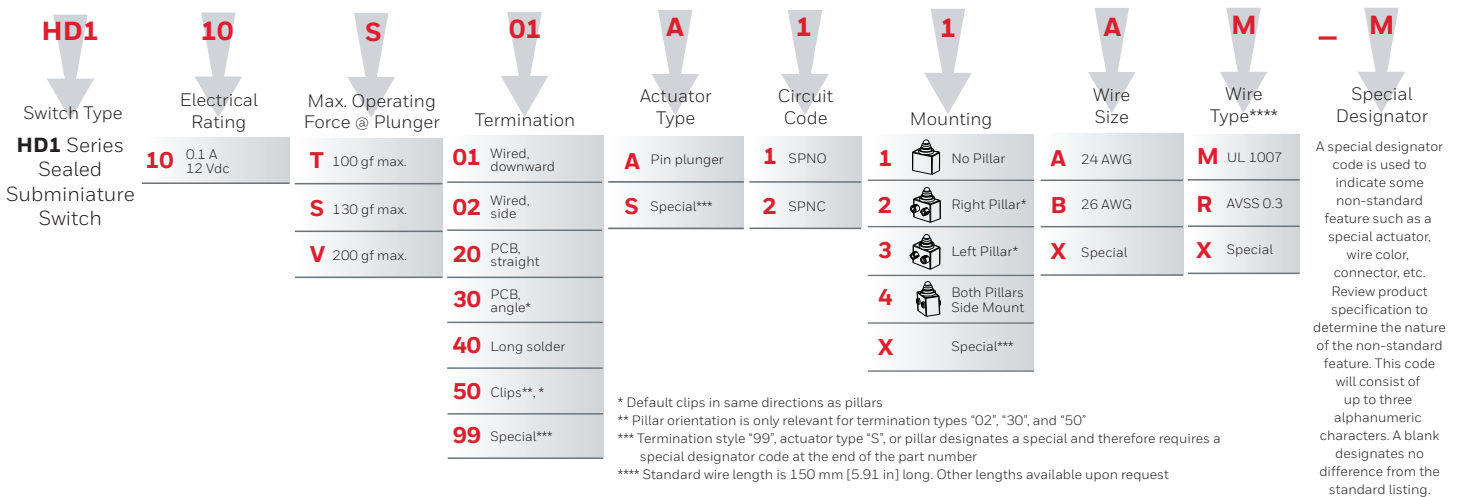 HD1 10 S 01 A 1 1 A M – M
Switch Type
HD1 Series
Sealed
Subminiature
Switch
Electrical
Rating
10 0.1 A
12 Vdc
Max. Operating
Force @ Plunger
T 100 gf max.
S 130 gf max.
V 200 gf max.
Termination
01 Wired,
downward
02 Wired,
side
20 PCB,
straight
30 PCB,
angle*
40 Long solder
50 Clips**, *
99 Special***
Actuator
Type
A Pin plunger
S Special***
Circuit
Code
1 SPNO
2 SPNC
Mounting
1 No Pillar
2 Right Pillar*
3 Left Pillar*
4 Both Pillars
Side Mount
X Special***
Wire
Size
A 24 AWG
B 26 AWG
X Special
Wire
Type****
M UL 1007
R AVSS 0.3
X Special
Special
Designator
A special designator
code is used to
indicate some
non-standard
feature such as a
special actuator,
wire color,
connector, etc.
Review product
specification to
determine the nature
of the non-standard
feature. This code
will consist of
up to three
alphanumeric
characters. A blank
designates no
difference from the
standard listing.
* Default clips in same directions as pillars
** Pillar orientation is only relevant for termination types “02”, “30”, and “50”
*** Termination style “99”, actuator type “S”, or pillar designates a special and therefore requires a
special designator code at the end of the part number
**** Standard wire length is 150 mm [5.91 in] long. Other lengths available upon request